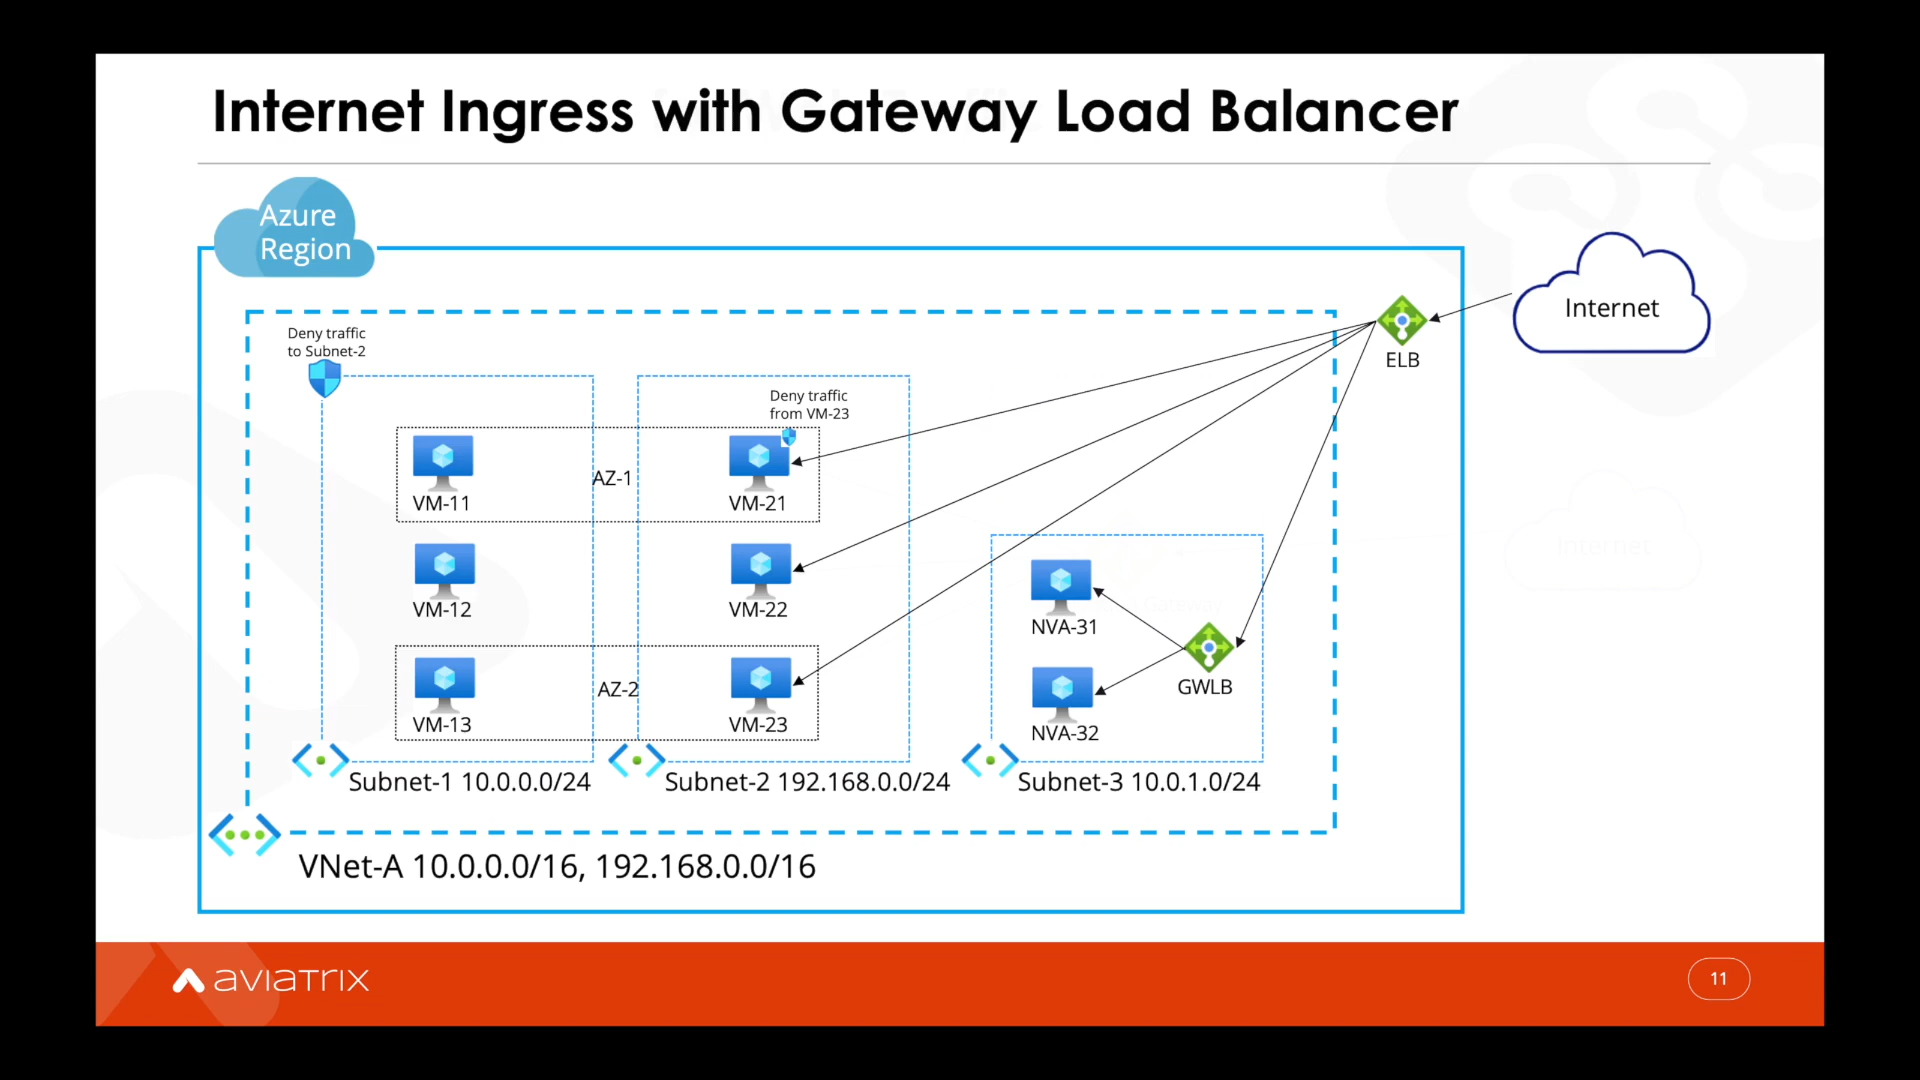 Internet Ingress with Gateway Load Balancer
Azure
Region
Internet
ELB
Deny traffic
to Subnet-2
Deny traffic
from VM-23
VM-11
AZ-1
VM-21
VM-12
VM-22
NVA-31
VM-13
AZ-2
VM-23
GWLB
NVA-32
Subnet-1 10.0.0.0/24
Subnet-2 192.168.0.0/24
Subnet-3 10.0.1.0/24
VNet-A 10.0.0.0/16, 192.168.0.0/16
Internet
Gateway
aviatrix
11